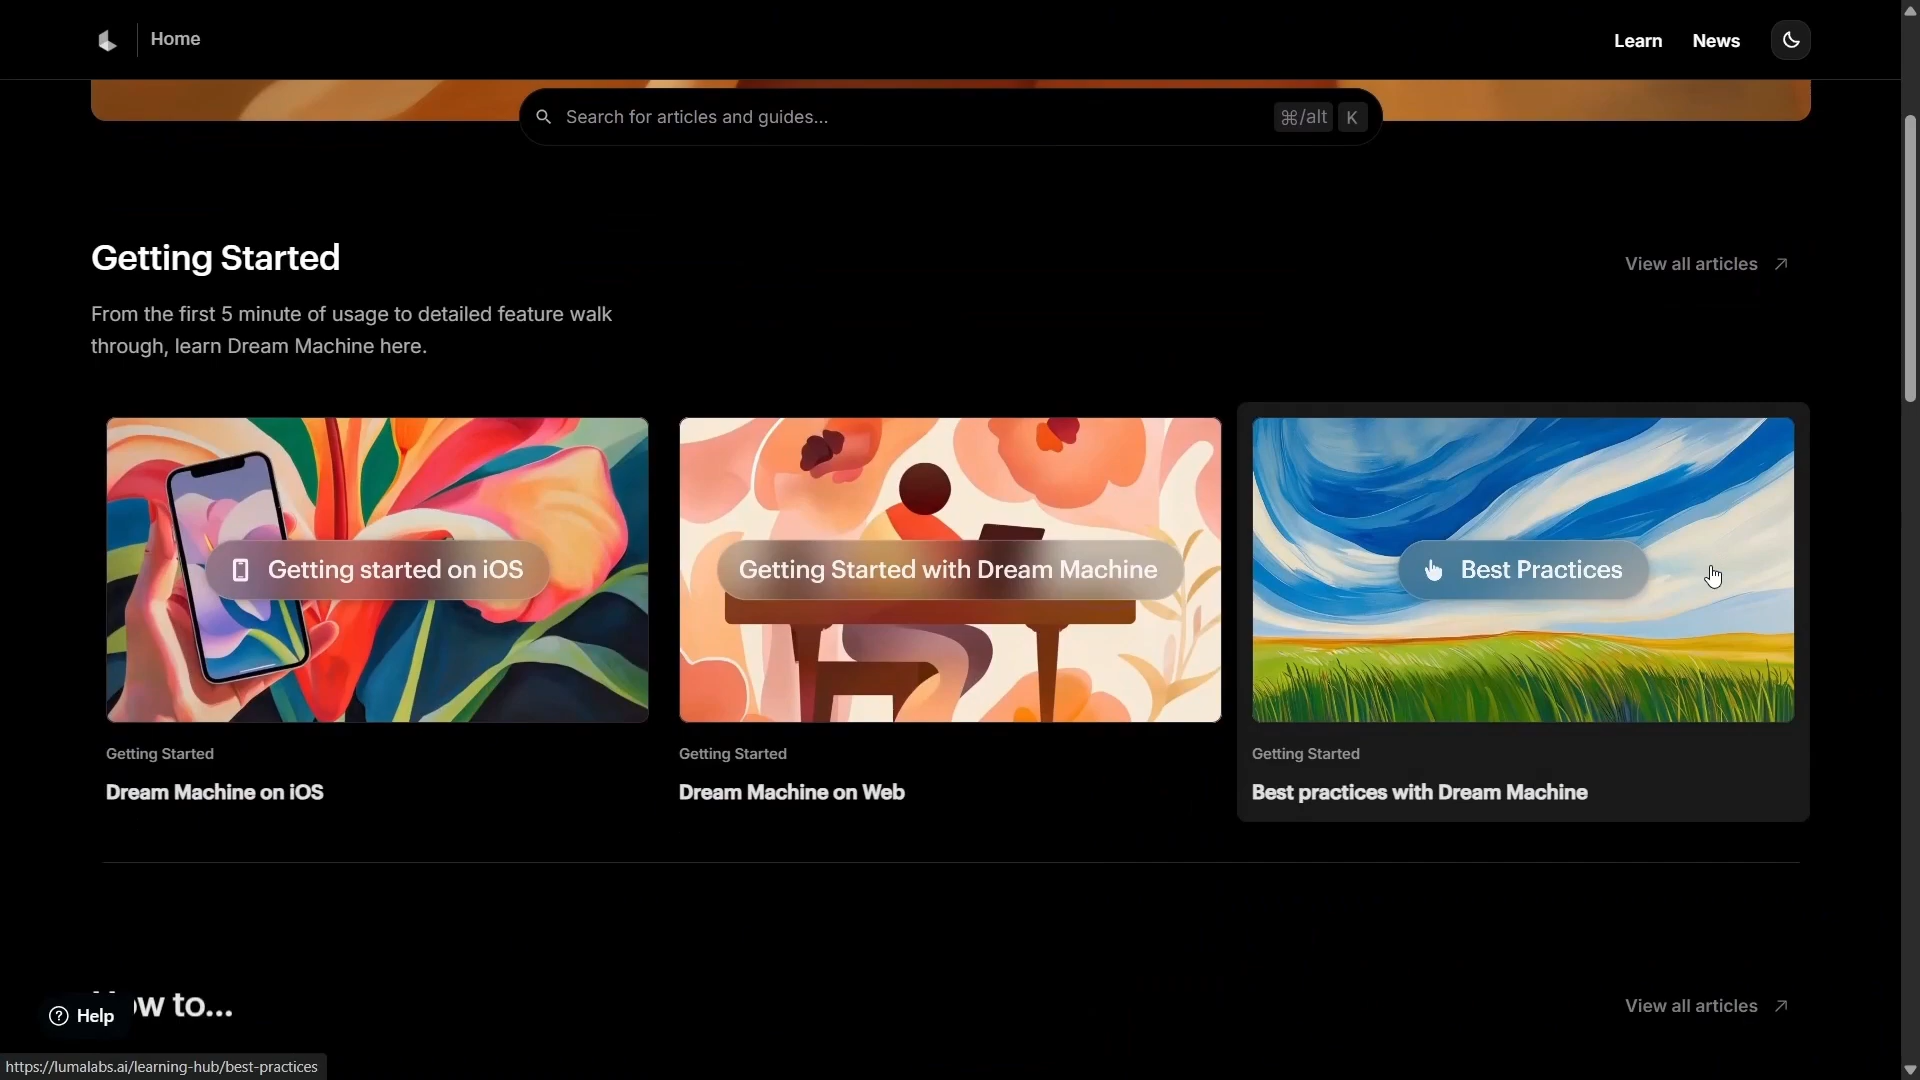 Home
Learn
News
Search for articles and guides...
⌘/alt
K
Getting Started
View all articles
From the first 5 minute of usage to detailed feature walk
through, learn Dream Machine here.
Getting started on iOS
Getting Started with Dream Machine
Best Practices
Getting Started
Dream Machine on iOS
Getting Started
Dream Machine on Web
Getting Started
Best practices with Dream Machine
How to...
View all articles
Help
https://lumalabs.ai/learning-hub/best-practices